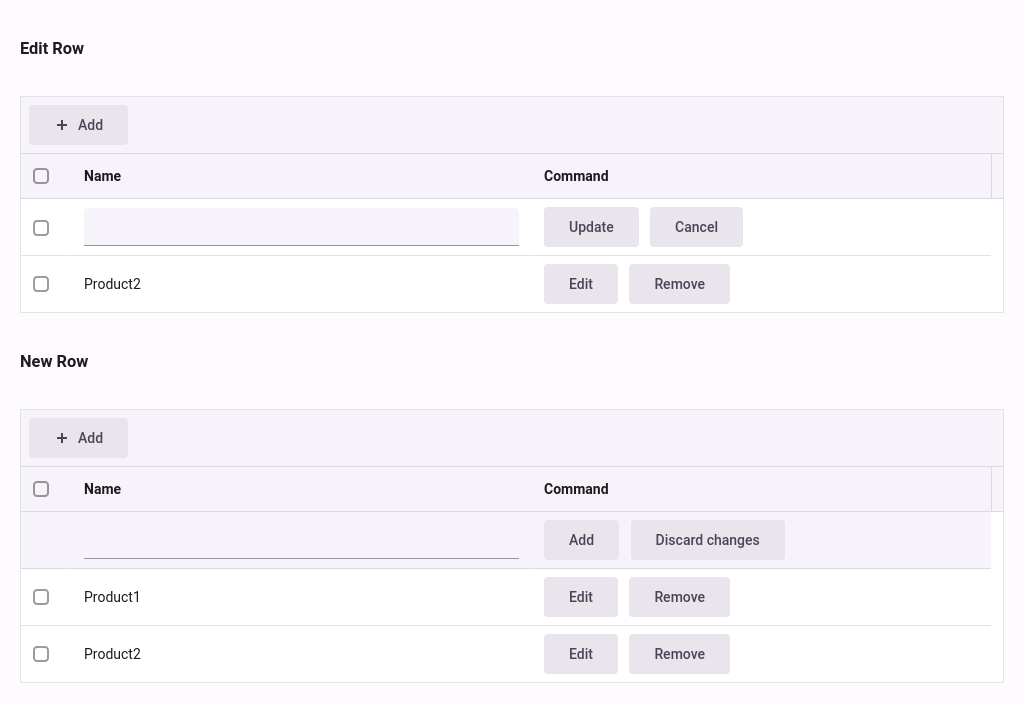 Edit Row
Add
Name Command
Update Cancel
Product2 Edit Remove
New Row
Add
Name Command
Add Discard changes
Product1 Edit Remove
Product2 Edit Remove